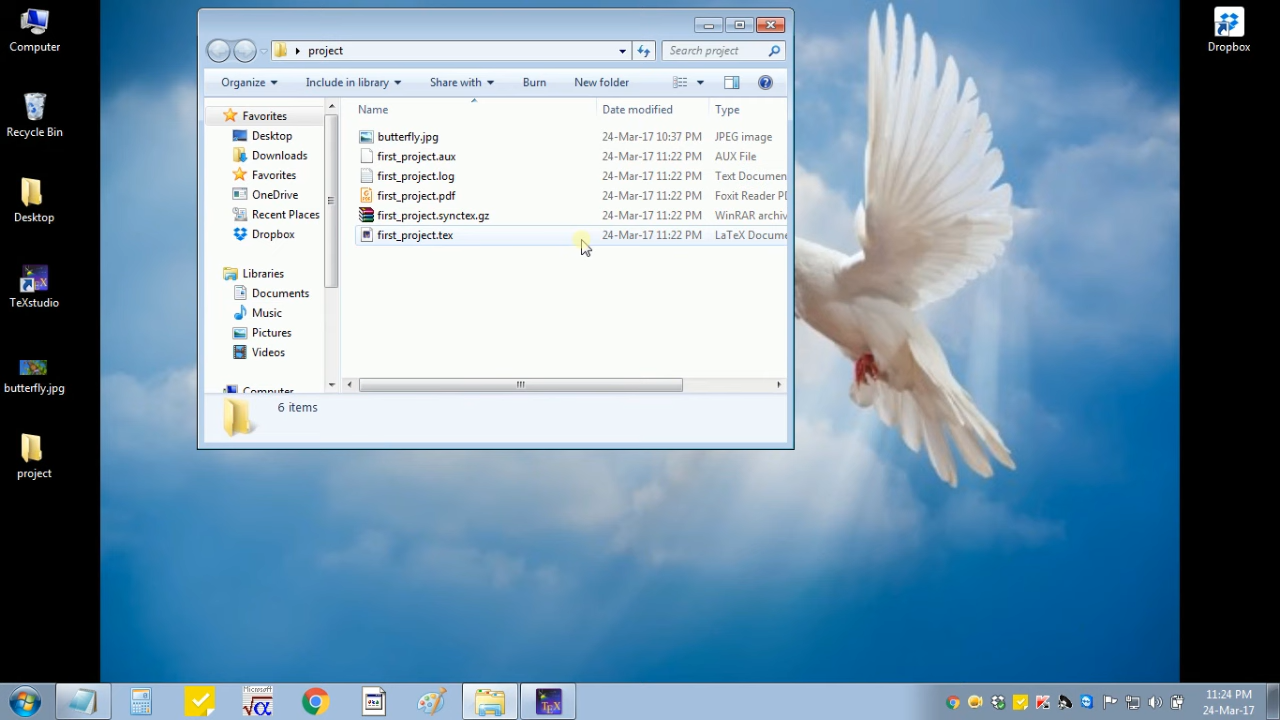 Computer
Recycle Bin
Desktop
TeXstudio
butterfly.jpg
project
Dropbox
project
Search project
Organize
Include in library
Share with
Burn
New folder
Favorites
Desktop
Downloads
Favorites
OneDrive
Recent Places
Dropbox
Libraries
Documents
Music
Pictures
Videos
Computer
Name Date modified Type
butterfly.jpg 24-Mar-17 10:37 PM JPEG image
first_project.aux 24-Mar-17 11:22 PM AUX File
first_project.log 24-Mar-17 11:22 PM Text Documen
first_project.pdf 24-Mar-17 11:22 PM Foxit Reader PD
first_project.synctex.gz 24-Mar-17 11:22 PM WinRAR archiv
first_project.tex 24-Mar-17 11:22 PM LaTeX Docume
6 items
Microsoft
√α
TEX
11:24 PM
24-Mar-17